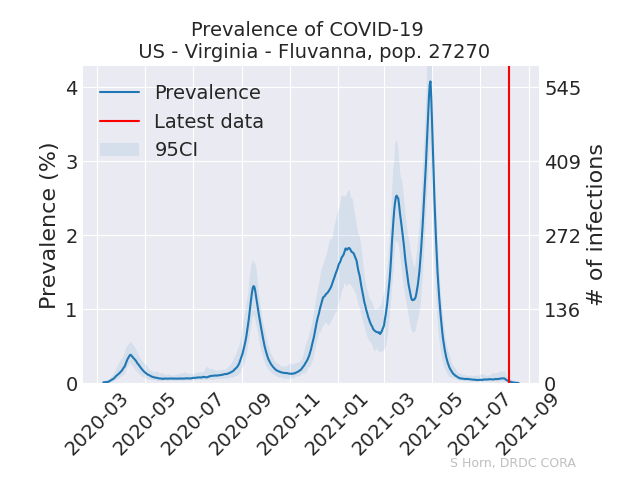 Prevalence of COVID-19
US - Virginia - Fluvanna, pop. 27270
Prevalence
Latest data
95CI
Prevalence (%)
4
3
2
1
0
545
409
272
136
0
# of infections
2020-03
2020-05
2020-07
2020-09
2020-11
2021-01
2021-03
2021-05
2021-07
2021-09
S Horn, DRDC CORA